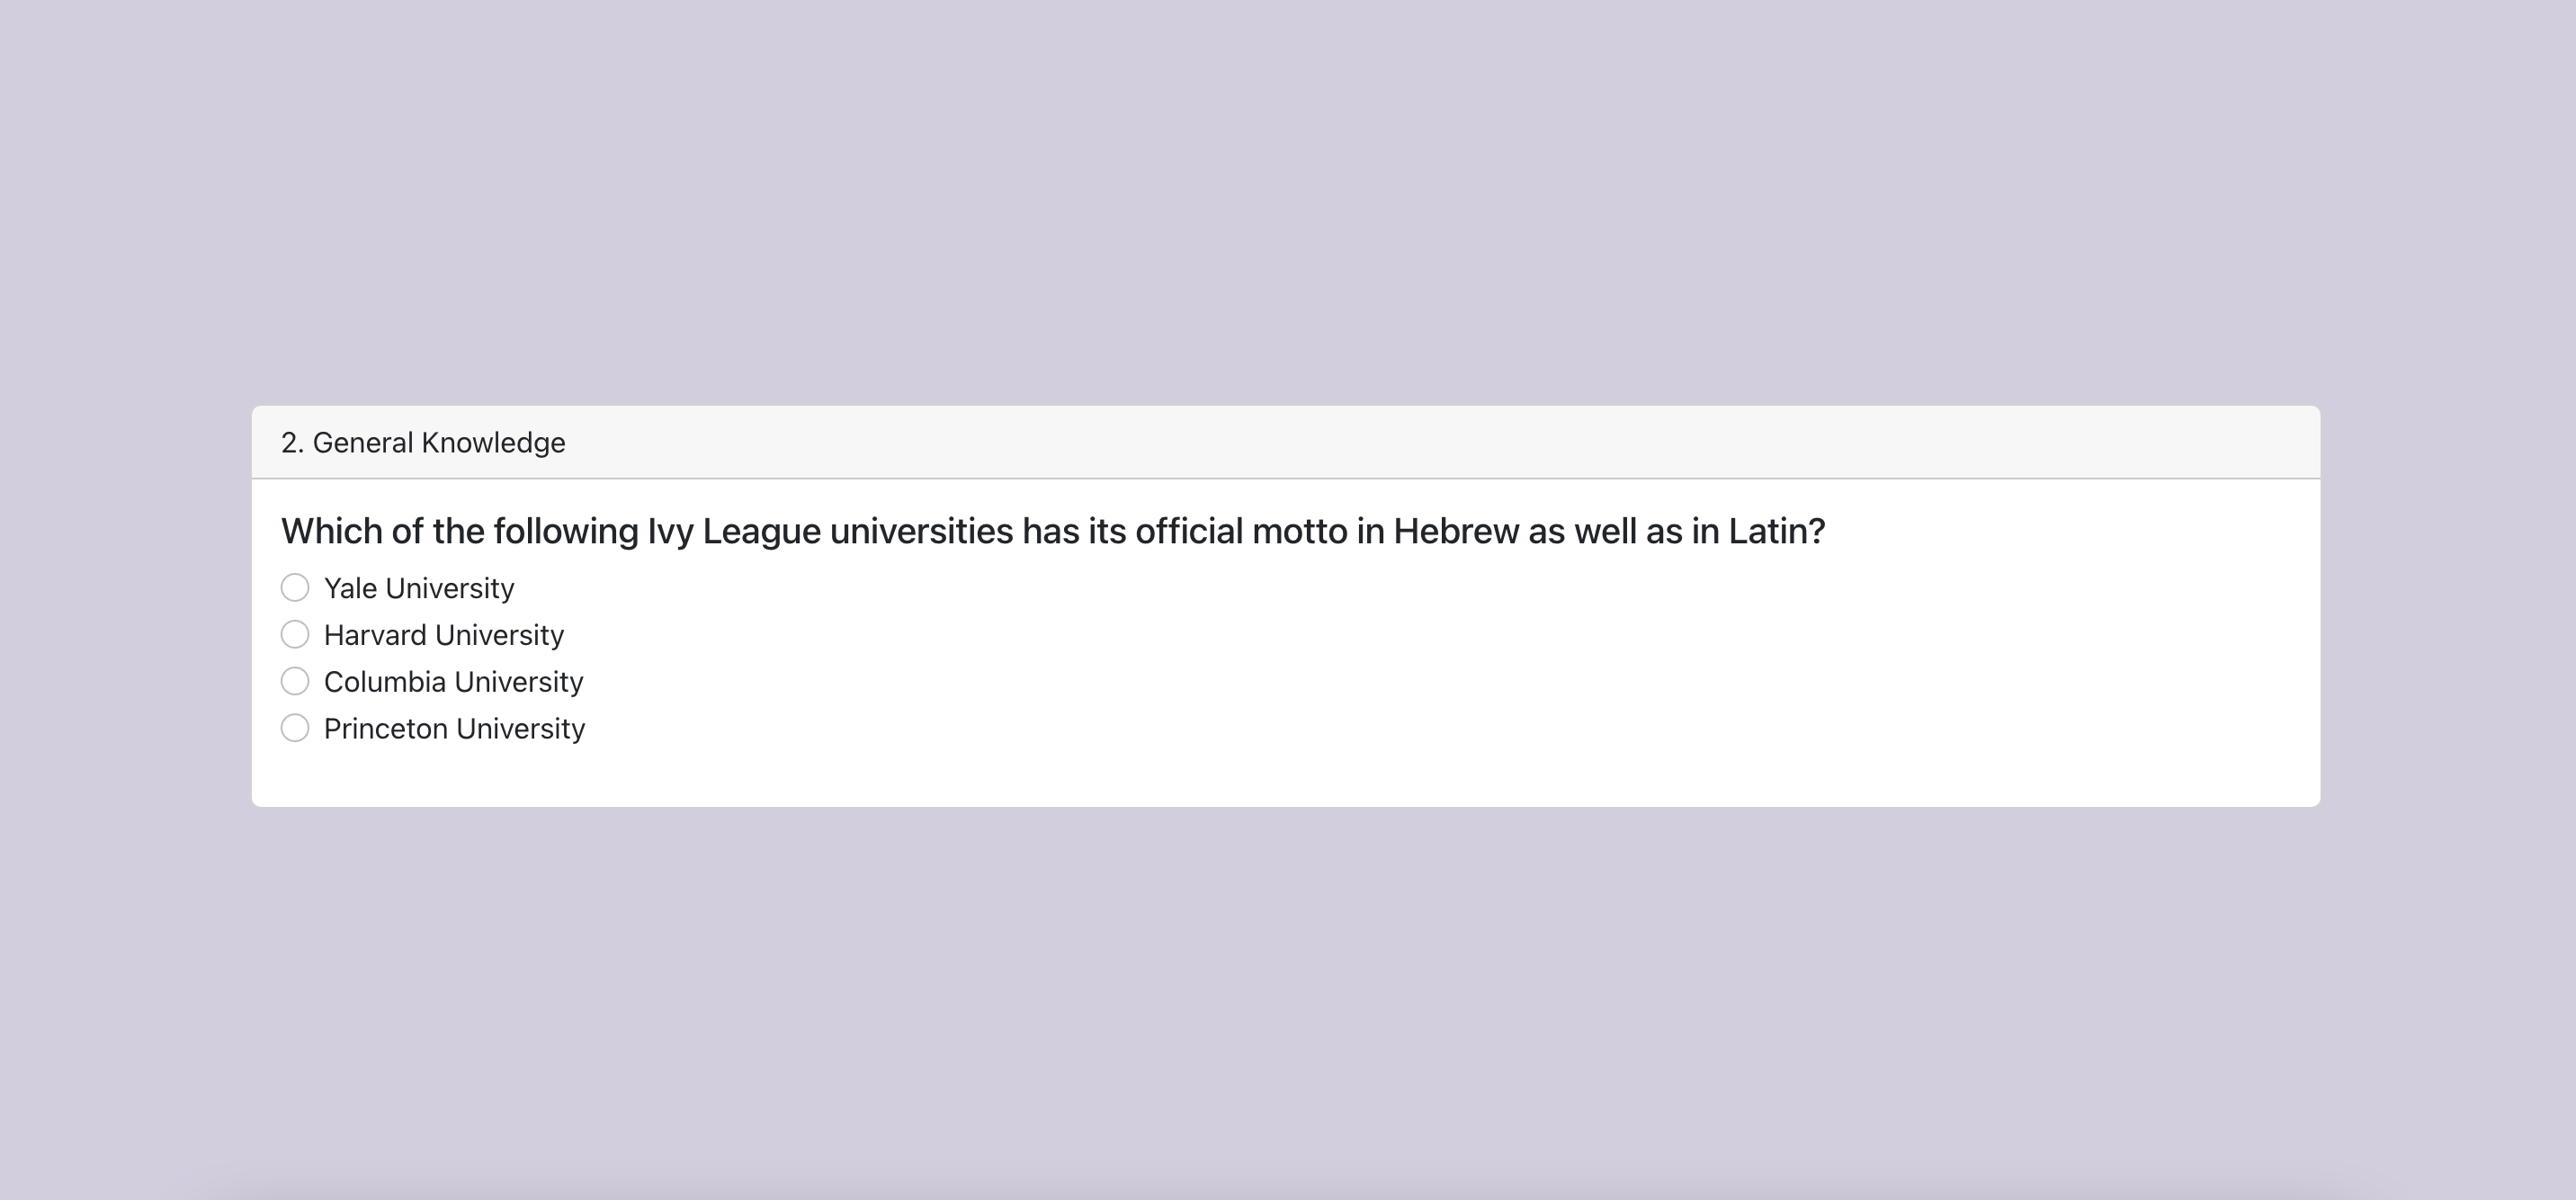 2. General Knowledge
Which of the following Ivy League universities has its official motto in Hebrew as well as in Latin?
Yale University
Harvard University
Columbia University
Princeton University